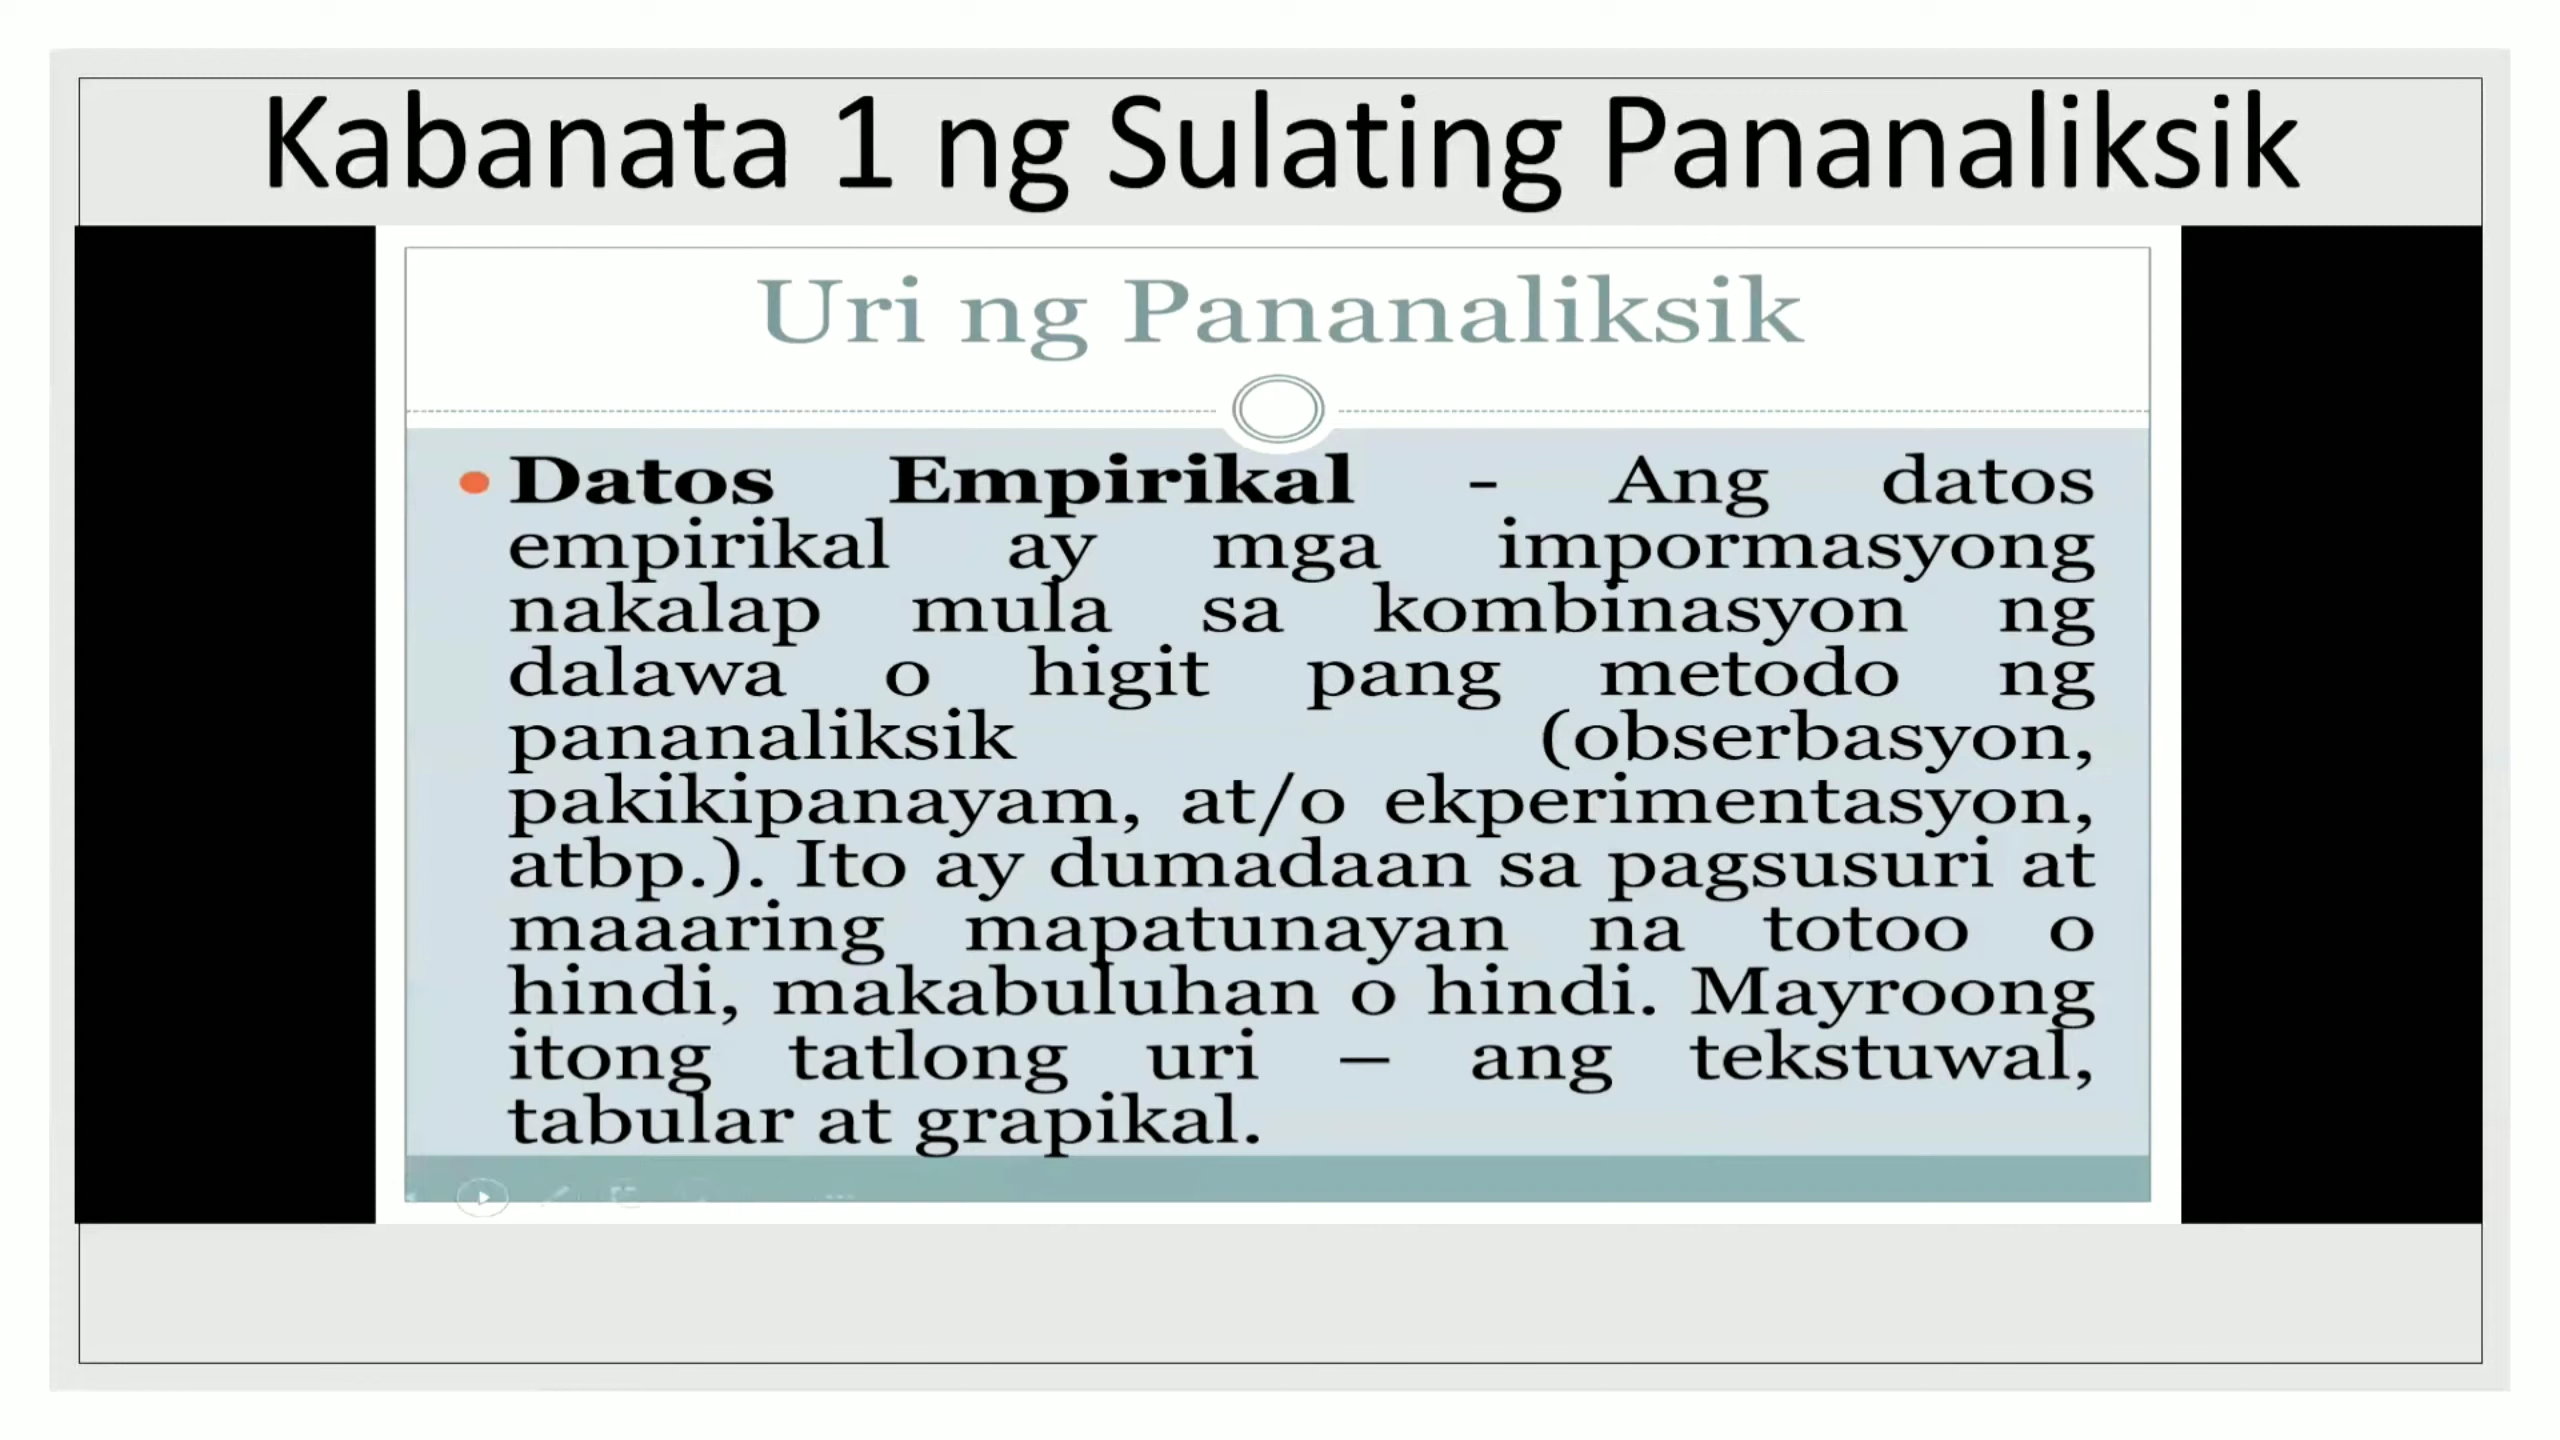 Kabanata 1 ng Sulating Pananaliksik
Uri ng Pananaliksik
Datos Empirikal - Ang datos
empirikal ay mga impormasyong
nakalap mula sa kombinasyon ng
dalawa o higit pang metodo ng
pananaliksik (obserbasyon,
pakikipanayam, at/o ekperimentasyon,
atbp.). Ito ay dumadaan sa pagsusuri at
maaaring mapatunayan na totoo o
hindi, makabuluhan o hindi. Mayroong
itong tatlong uri – ang tekstuwal,
tabular at grapikal.